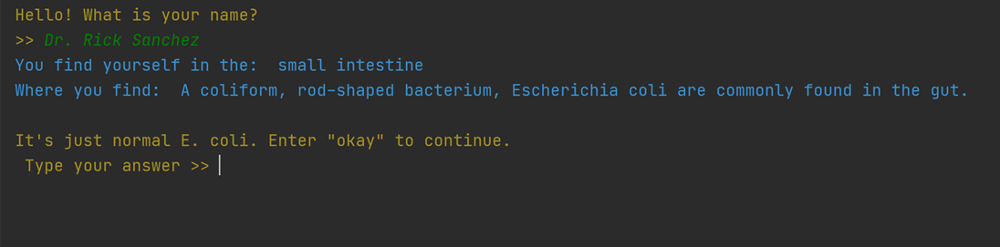 Hello! What is your name?
>> Dr. Rick Sanchez
You find yourself in the:  small intestine
Where you find:  A coliform, rod-shaped bacterium, Escherichia coli are commonly found in the gut.
It's just normal E. coli. Enter "okay" to continue.
Type your answer >>